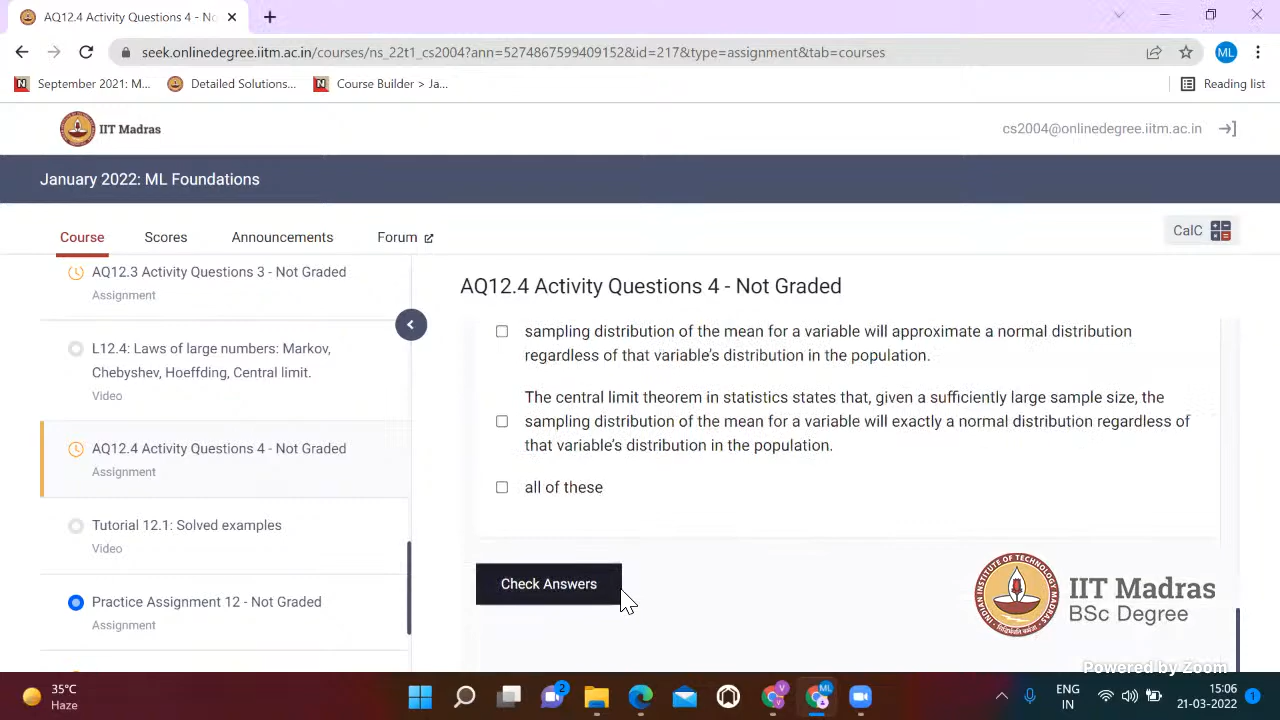 AQ12.4 Activity Questions 4 - No
seek.onlinedegree.iitm.ac.in/courses/ns_22t1_cs2004?ann=52748675994091522&id=217&type=assignment&tab=courses
ML
September 2021: M...
Detailed Solutions...
Course Builder > Ja...
Reading list
IIT Madras
cs2004@onlinedegree.iitm.ac.in
January 2022: ML Foundations
Course
Scores
Announcements
Forum
CalC
AQ12.3 Activity Questions 3 - Not Graded
Assignment
L12.4: Laws of large numbers: Markov,
Chebyshev, Hoeffding, Central limit.
Video
AQ12.4 Activity Questions 4 - Not Graded
Assignment
Tutorial 12.1: Solved examples
Video
Practice Assignment 12 - Not Graded
Assignment
AQ12.4 Activity Questions 4 - Not Graded
sampling distribution of the mean for a variable will approximate a normal distribution
regardless of that variable's distribution in the population.
The central limit theorem in statistics states that, given a sufficiently large sample size, the
sampling distribution of the mean for a variable will exactly a normal distribution regardless of
that variable's distribution in the population.
all of these
Check Answers
IIT Madras
BSc Degree
Powered by Zoom
35°C
Haze
2
V
ML
ENG
IN
15:06
21-03-2022
1